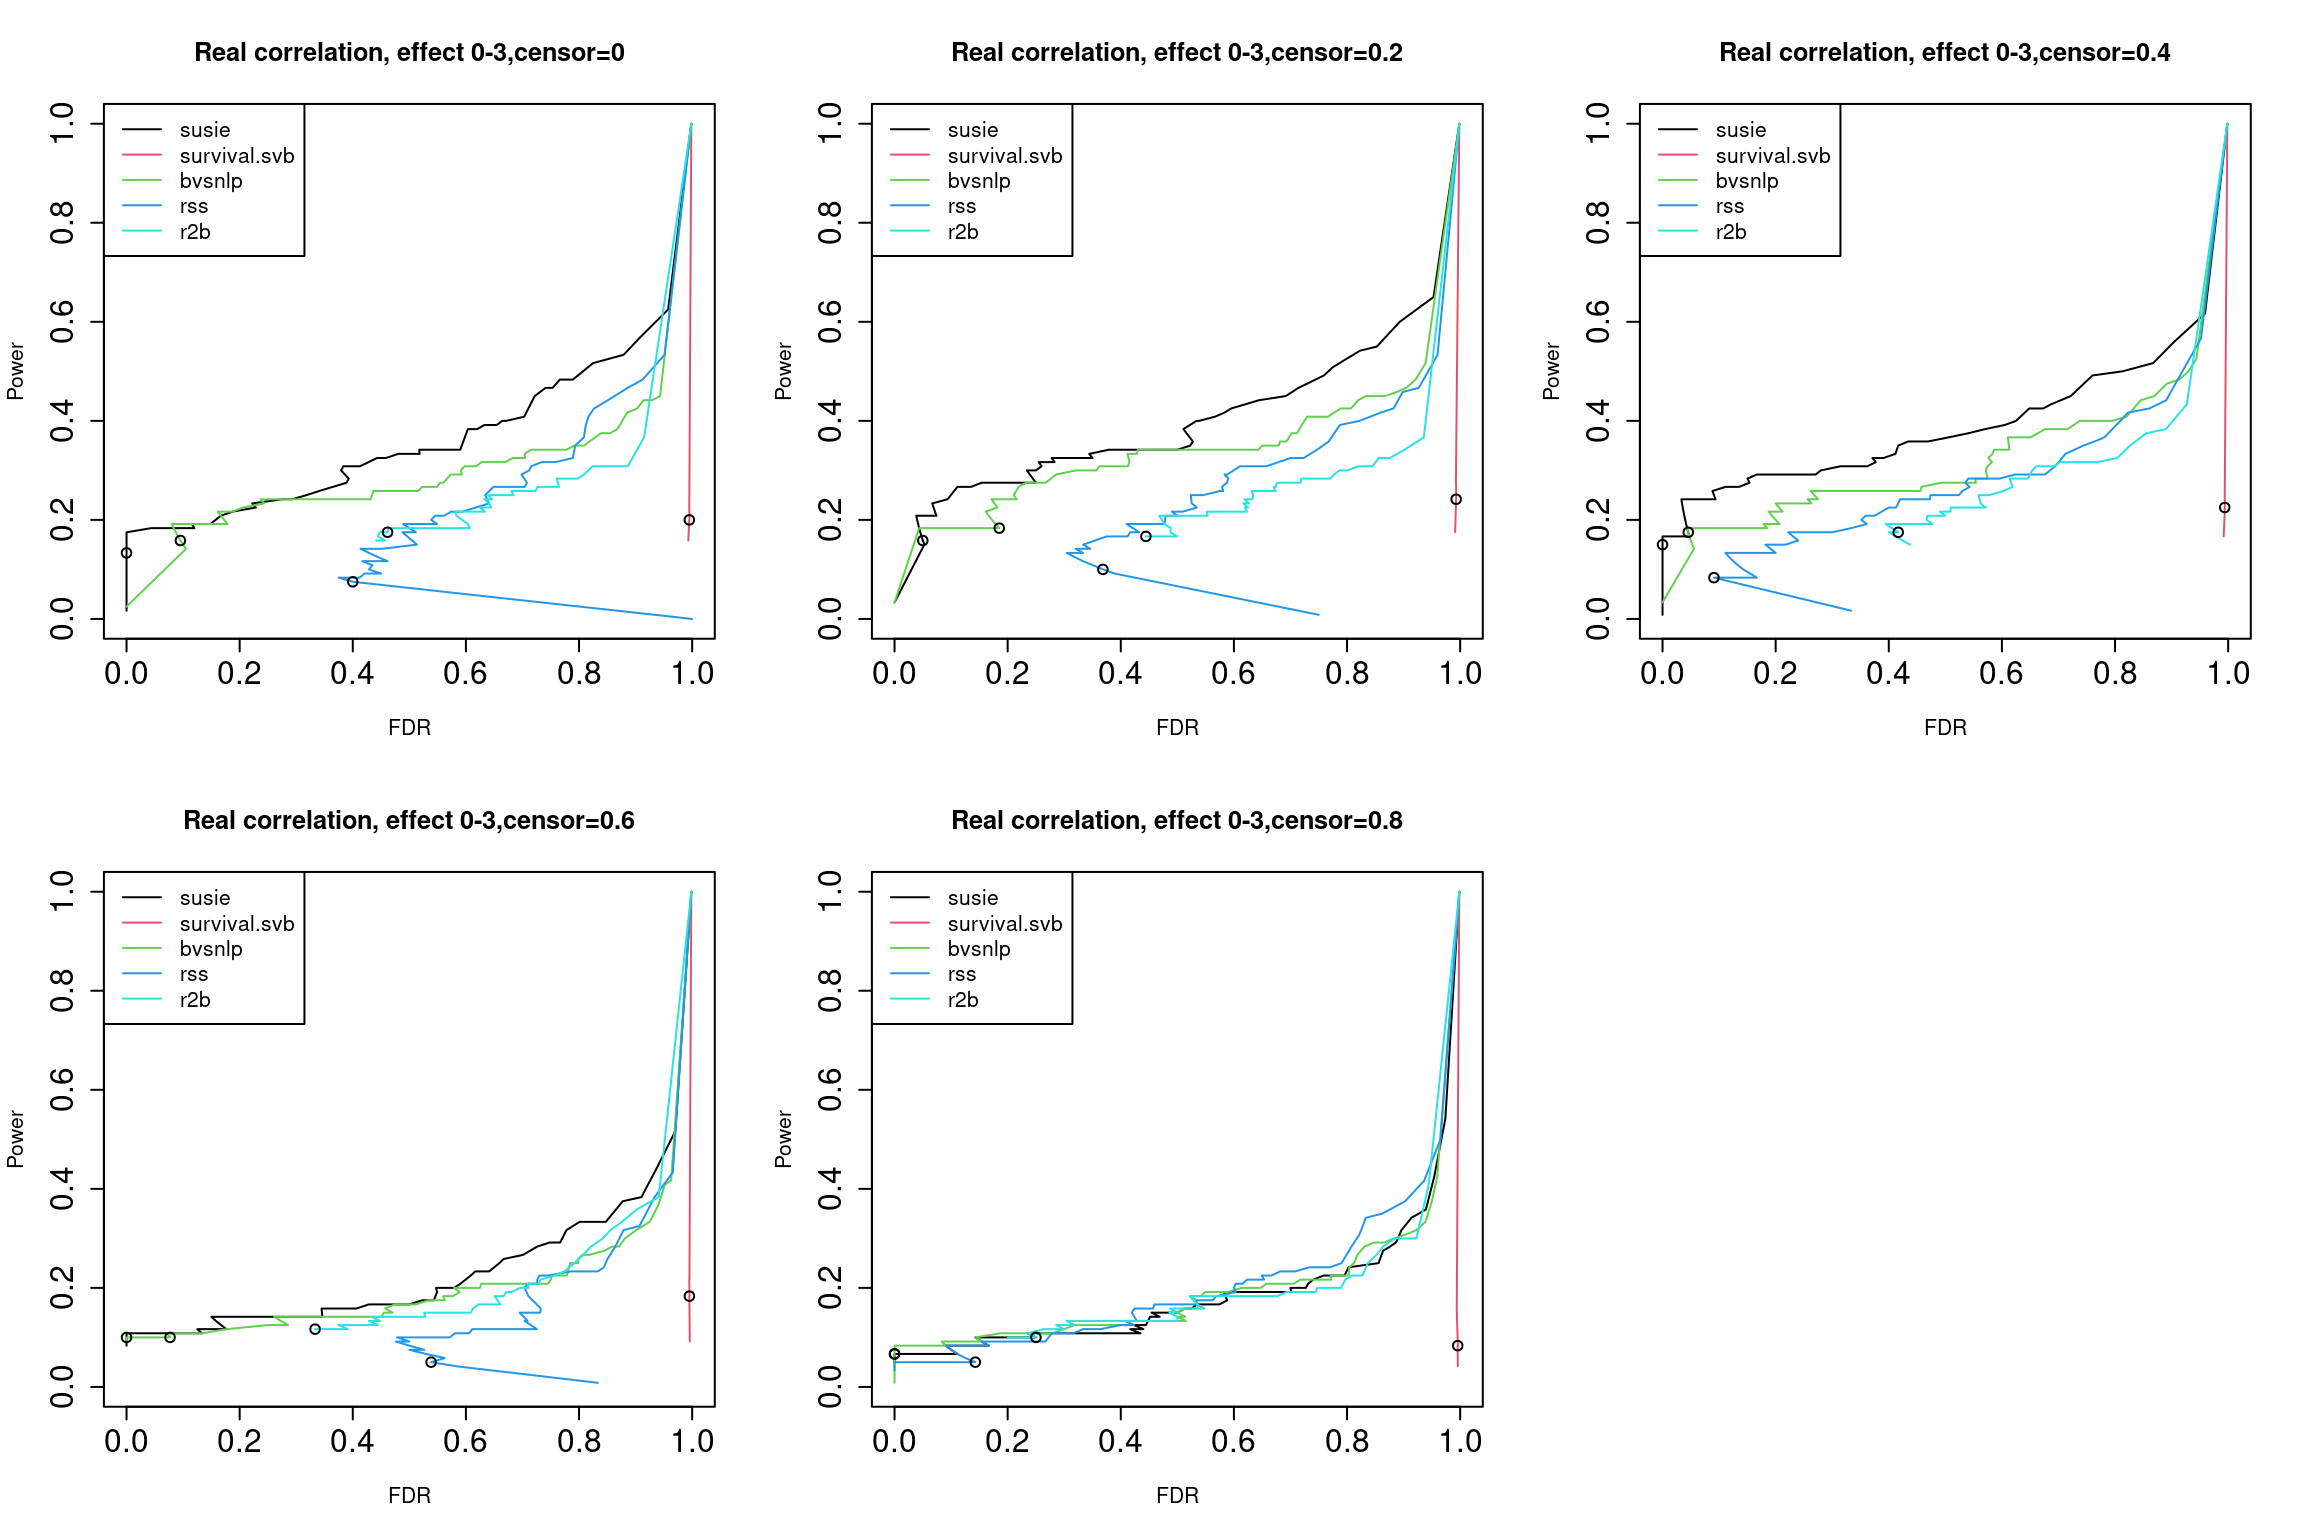 Real correlation, effect 0-3,censor=0
1.0
0.8
0.6
0.4
0.2
0.0
Power
susie
survival.svb
bvsnlp
rss
r2b
0.0 0.2 0.4 0.6 0.8 1.0
FDR
Real correlation, effect 0-3,censor=0.2
1.0
0.8
0.6
0.4
0.2
0.0
Power
susie
survival.svb
bvsnlp
rss
r2b
0.0 0.2 0.4 0.6 0.8 1.0
FDR
Real correlation, effect 0-3,censor=0.4
1.0
0.8
0.6
0.4
0.2
0.0
Power
susie
survival.svb
bvsnlp
rss
r2b
0.0 0.2 0.4 0.6 0.8 1.0
FDR
Real correlation, effect 0-3,censor=0.6
1.0
0.8
0.6
0.4
0.2
0.0
Power
susie
survival.svb
bvsnlp
rss
r2b
0.0 0.2 0.4 0.6 0.8 1.0
FDR
Real correlation, effect 0-3,censor=0.8
1.0
0.8
0.6
0.4
0.2
0.0
Power
susie
survival.svb
bvsnlp
rss
r2b
0.0 0.2 0.4 0.6 0.8 1.0
FDR